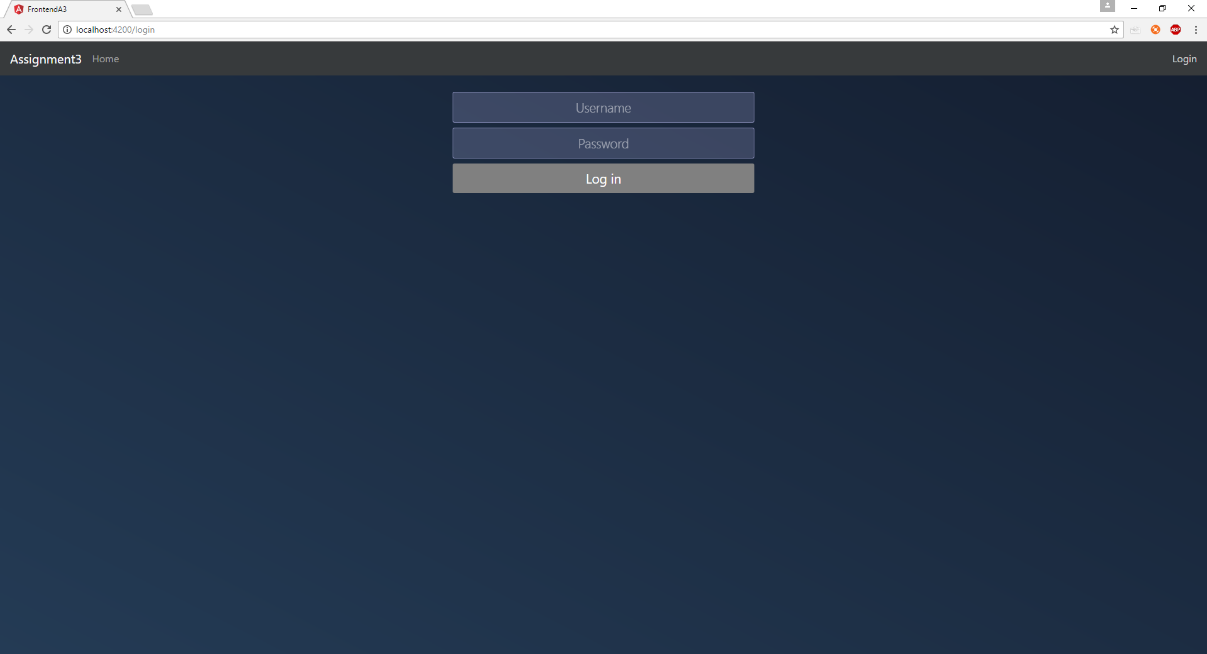 FrontendA3
localhost:4200/login
Assignment3 Home Login
Username
Password
Log in